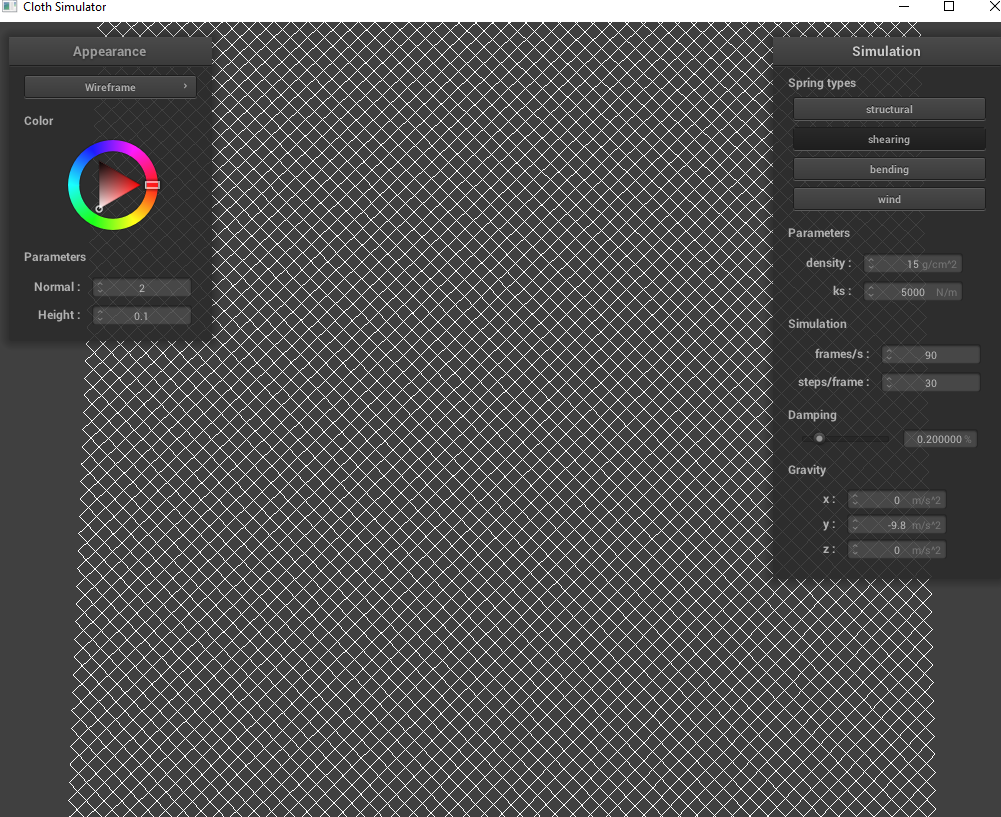 Cloth Simulator
Appearance
Wireframe
Color
Parameters
Normal : 2
Height : 0.1
Simulation
Spring types
structural
shearing
bending
wind
Parameters
density : 15 g/cm^2
ks : 5000 N/m
Simulation
frames/s : 90
steps/frame : 30
Damping
0.200000 %
Gravity
x : 0 m/s^2
y : -9.8 m/s^2
z : 0 m/s^2